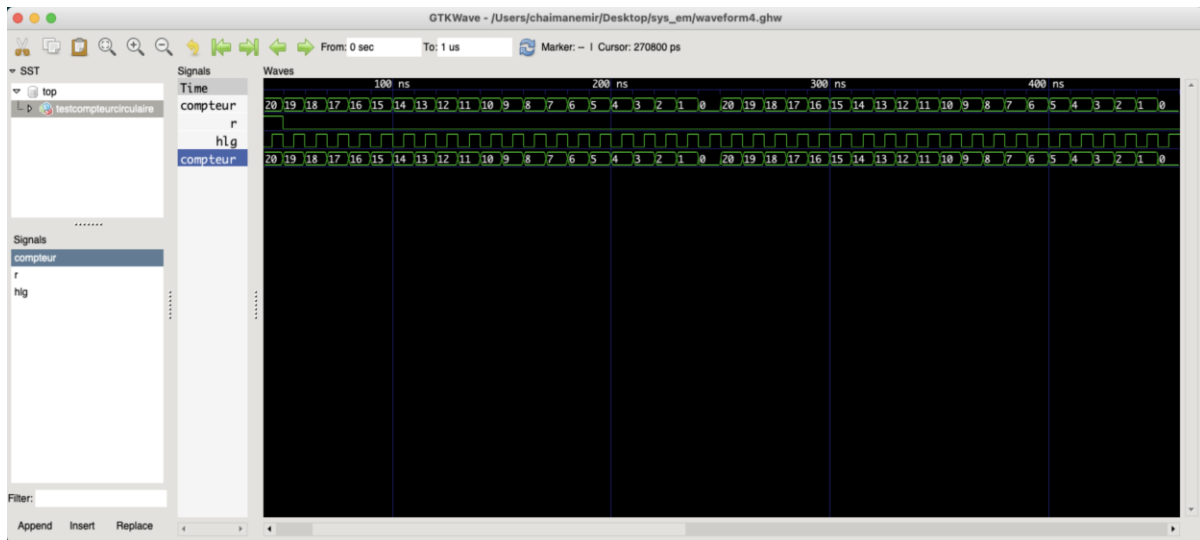 GTKWave - /Users/chaimanemir/Desktop/sys_em/waveform4.ghw
From: 0 sec To: 1 us Marker: -- | Cursor: 270800 ps
SST
top
testcompteurcirculaire
Signals
compteur
r
hlg
Filter:
Append Insert Replace
Signals
Time
compteur
r
hlg
compteur
Waves
100 ns 200 ns 300 ns 400 ns
20 19 18 17 16 15 14 13 12 11 10 9 8 7 6 5 4 3 2 1 0 20 19 18 17 16 15 14 13 12 11 10 9 8 7 6 5 4 3 2 1 0
20 19 18 17 16 15 14 13 12 11 10 9 8 7 6 5 4 3 2 1 0 20 19 18 17 16 15 14 13 12 11 10 9 8 7 6 5 4 3 2 1 0